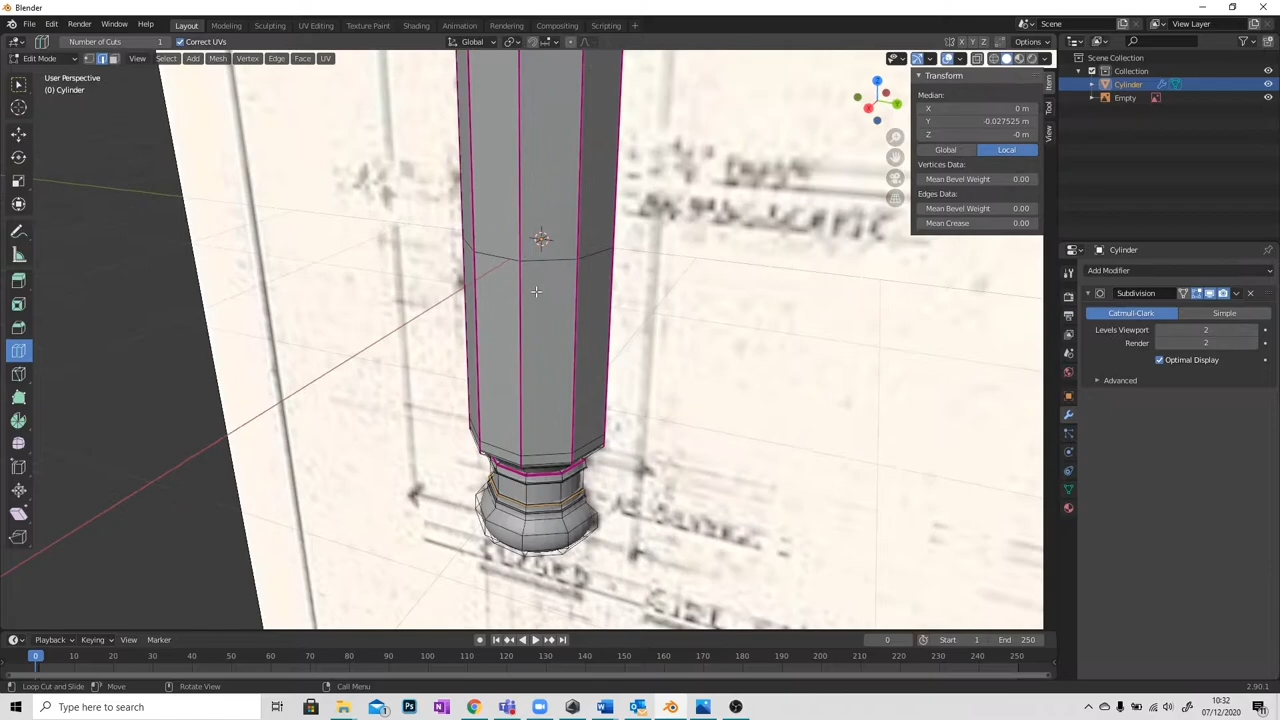 Blender
File Edit Render Window Help Layout Modeling Sculpting UV Editing Texture Paint Shading Animation Rendering Compositing Scripting + Scene View Layer
Number of Cuts 1 Correct UVs Global X Y Z Options
Edit Mode View Select Add Mesh Vertex Edge Face UV
User Perspective
(0) Cylinder
Transform
Median:
X 0 m
Y -0.027525 m
Z -0 m
Global Local
Vertices Data:
Mean Bevel Weight 0.00
Edges Data:
Mean Bevel Weight 0.00
Mean Crease 0.00
Item
Tool
View
Z
Y
X
Scene Collection
Collection
Cylinder
Empty
Cylinder
Add Modifier
Subdivision
Catmull-Clark Simple
Levels Viewport 2
Render 2
Optimal Display
Advanced
Playback Keying View Marker 0 Start 1 End 250
0 10 20 30 40 50 60 70 80 90 100 110 120 130 140 150 160 170 180 190 200 210 220 230 240 250
Loop Cut and Slide Move Rotate View Call Menu 2.90.1
Type here to search
10:32
07/12/2020